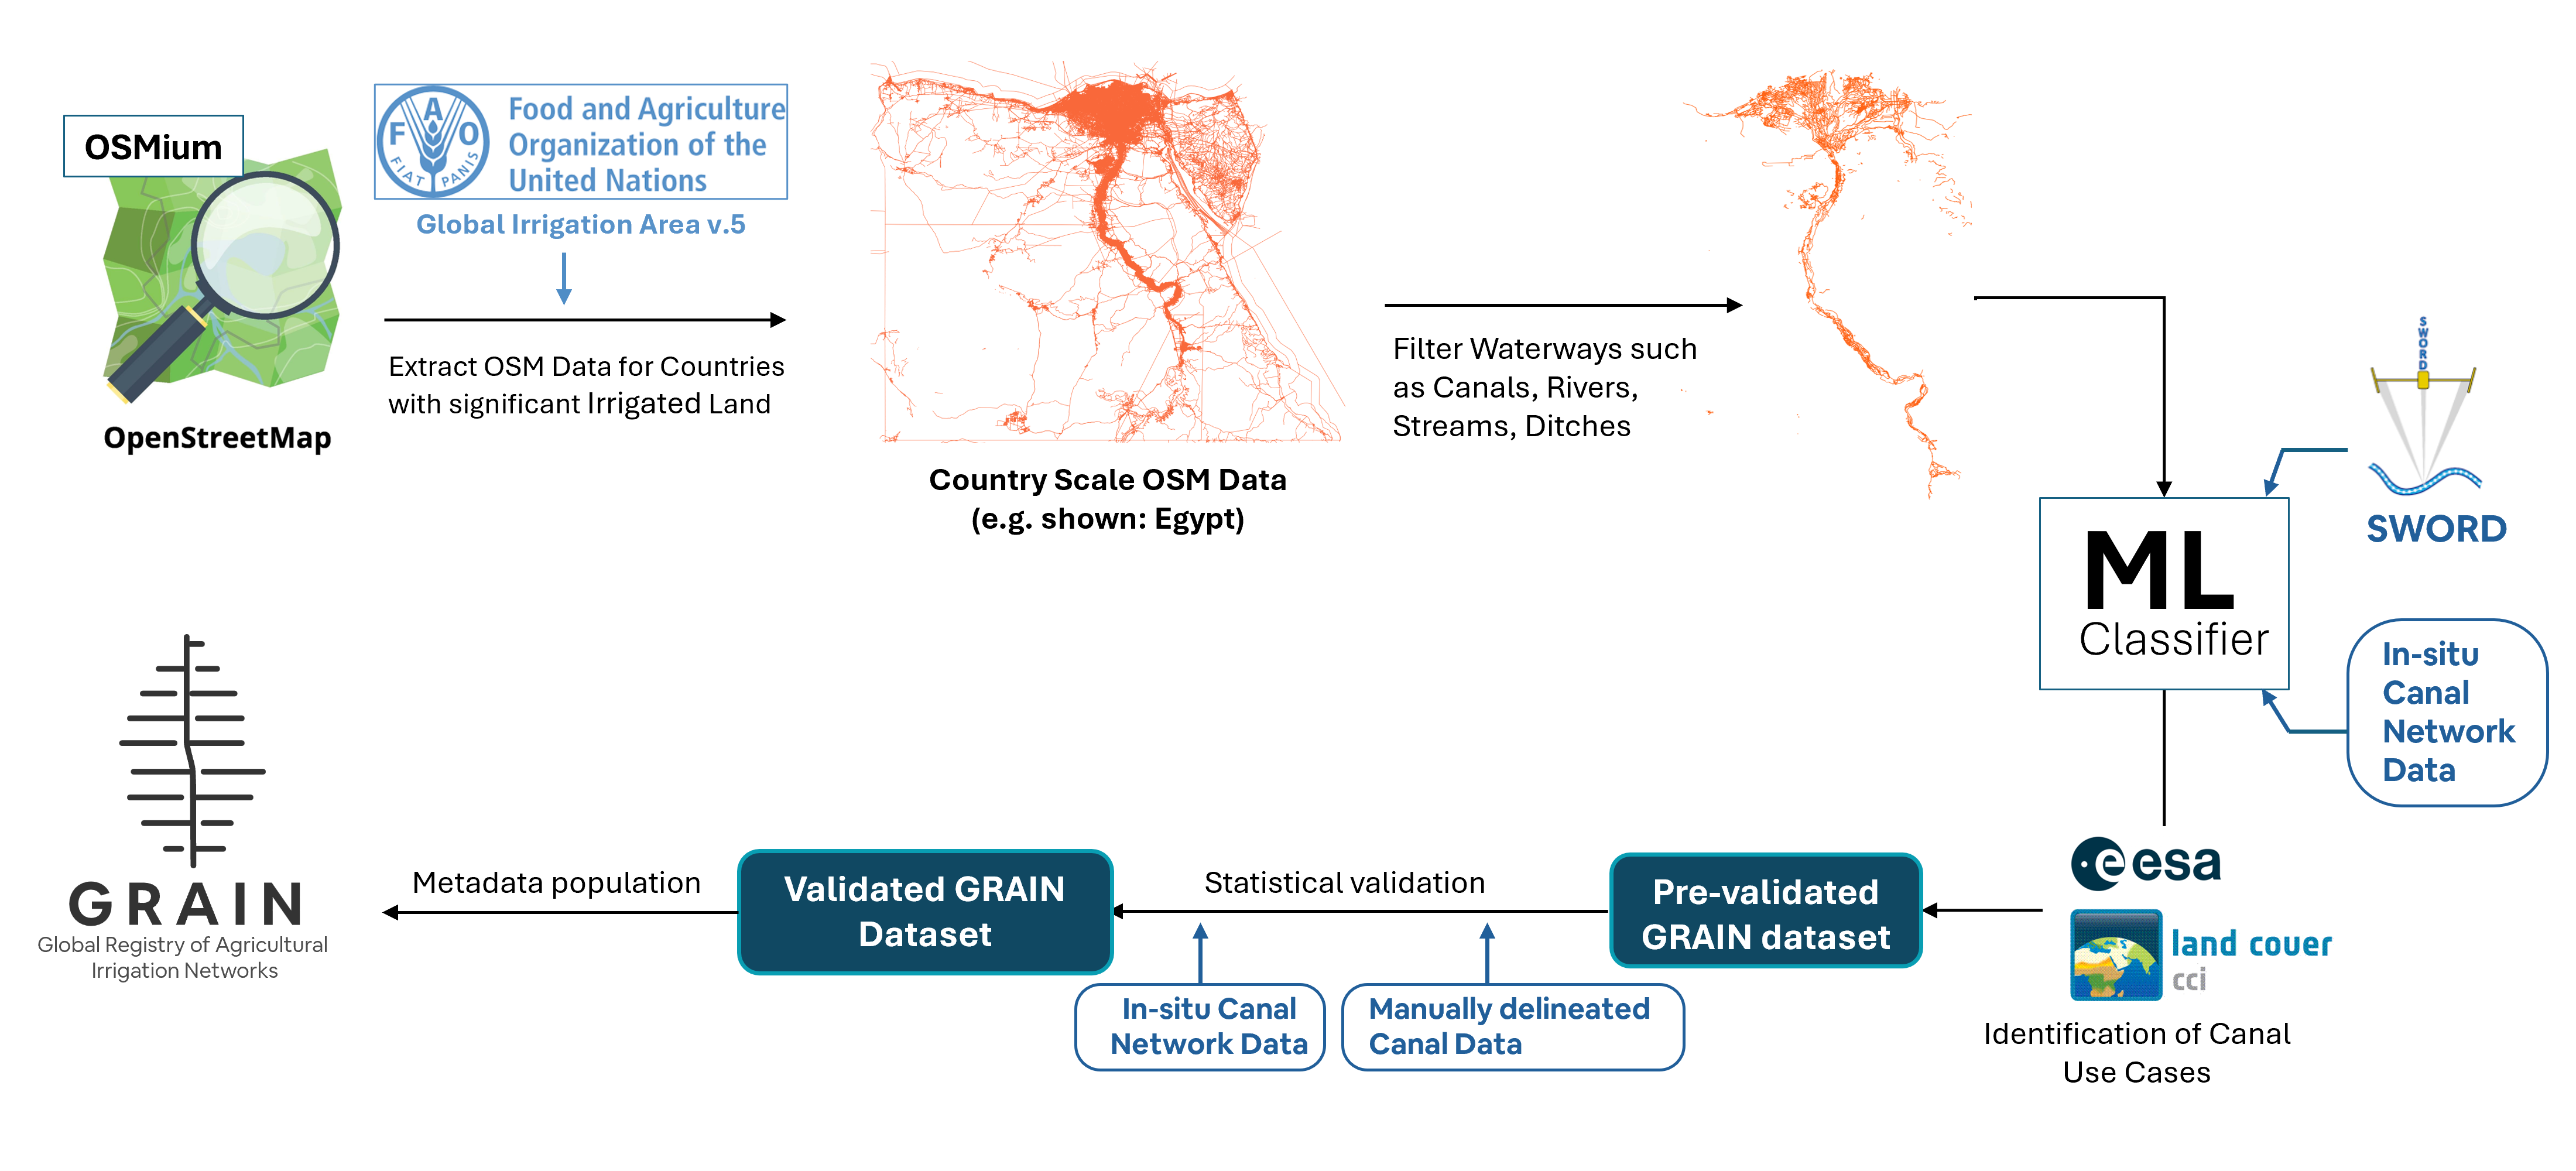 OSMium
OpenStreetMap
F A O
FIAT PANIS
Food and Agriculture
Organization of the
United Nations
Global Irrigation Area v.5
Extract OSM Data for Countries
with significant Irrigated Land
Country Scale OSM Data
(e.g. shown: Egypt)
Filter Waterways such
as Canals, Rivers,
Streams, Ditches
SWORD
SWORD
ML
Classifier
In-situ
Canal
Network
Data
esa
land cover
cci
Identification of Canal
Use Cases
Pre-validated
GRAIN dataset
Statistical validation
In-situ Canal
Network Data
Manually delineated
Canal Data
Validated GRAIN
Dataset
Metadata population
GRAIN
Global Registry of Agricultural
Irrigation Networks